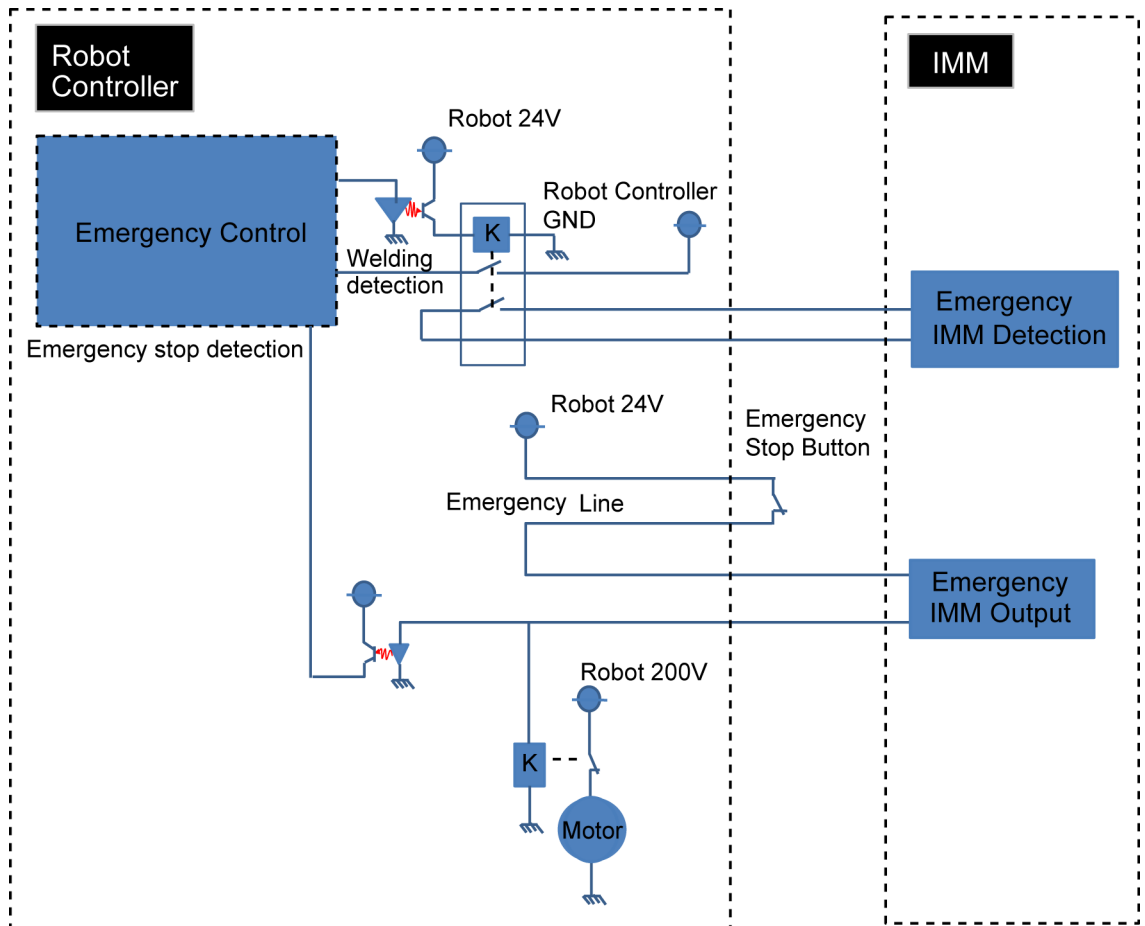 Robot
Controller
IMM
Robot 24V
Emergency Control
Robot Controller
GND
K
Welding
detection
Emergency
IMM Detection
Emergency stop detection
Robot 24V
Emergency
Stop Button
Emergency Line
Emergency
IMM Output
Robot 200V
K
Motor